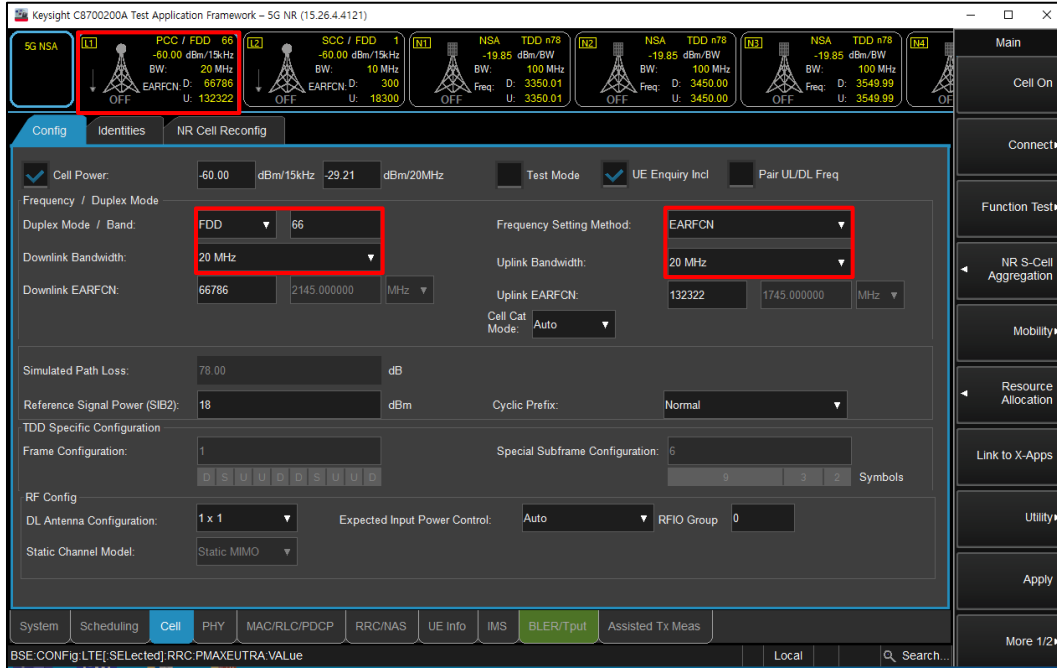 Keysight C8700200A Test Application Framework – 5G NR (15.26.4.4121)
5G NSA
L1 PCC / FDD 66
-60.00 dBm/15kHz
BW: 20 MHz
EARFCN: D: 66786
OFF U: 132322
L2 SCC / FDD 1
-60.00 dBm/15kHz
BW: 10 MHz
EARFCN: D: 300
OFF U: 18300
N1 NSA TDD n78
-19.85 dBm/BW
BW: 100 MHz
Freq: D: 3350.01
OFF U: 3350.01
N2 NSA TDD n78
-19.85 dBm/BW
BW: 100 MHz
Freq: D: 3450.00
OFF U: 3450.00
N3 NSA TDD n78
-19.85 dBm/BW
BW: 100 MHz
Freq: D: 3549.99
OFF U: 3549.99
N4
Main
Cell On
Connect
Function Test
NR S-Cell
Aggregation
Mobility
Resource
Allocation
Link to X-Apps
Utility
Apply
More 1/2
Config Identities NR Cell Reconfig
Cell Power: -60.00 dBm/15kHz -29.21 dBm/20MHz Test Mode UE Enquiry Incl Pair UL/DL Freq
Frequency / Duplex Mode
Duplex Mode / Band: FDD 66 Frequency Setting Method: EARFCN
Downlink Bandwidth: 20 MHz Uplink Bandwidth: 20 MHz
Downlink EARFCN: 66786 2145.000000 MHz Uplink EARFCN: 132322 1745.000000 MHz
Cell Cat
Mode: Auto
Simulated Path Loss: 78.00 dB
Reference Signal Power (SIB2): 18 dBm Cyclic Prefix: Normal
TDD Specific Configuration
Frame Configuration: 1 Special Subframe Configuration: 6
D S U U D D S U U D 9 3 2 Symbols
RF Config
DL Antenna Configuration: 1 x 1 Expected Input Power Control: Auto RFIO Group 0
Static Channel Model: Static MIMO
System Scheduling Cell PHY MAC/RLC/PDCP RRC/NAS UE Info IMS BLER/Tput Assisted Tx Meas
BSE:CONFig:LTE[:SELected]:RRC:PMAXEUTRA:VALue Local Search...